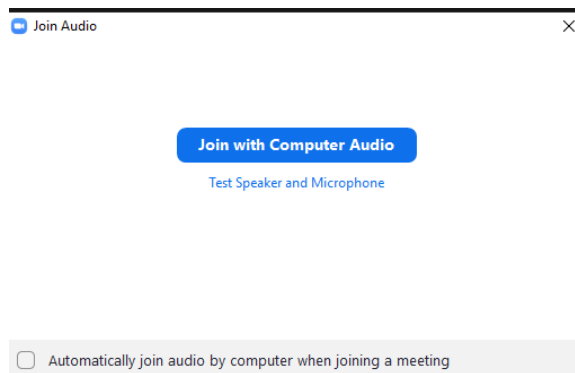 Join Audio
Join with Computer Audio
Test Speaker and Microphone
Automatically join audio by computer when joining a meeting